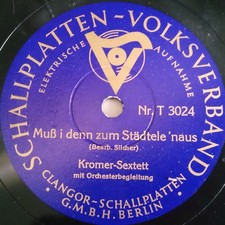 SCHALLPLATTEN-VOLKSVERBAND
ELEKTRISCHE AUFNAHME
V
Nr. T 3024
Muß i denn zum Städtele 'naus
(Bearb. Silcher)
Kromer-Sextett
mit Orchesterbegleitung
CLANGOR-SCHALLPLATTEN
G.M.B.H. BERLIN